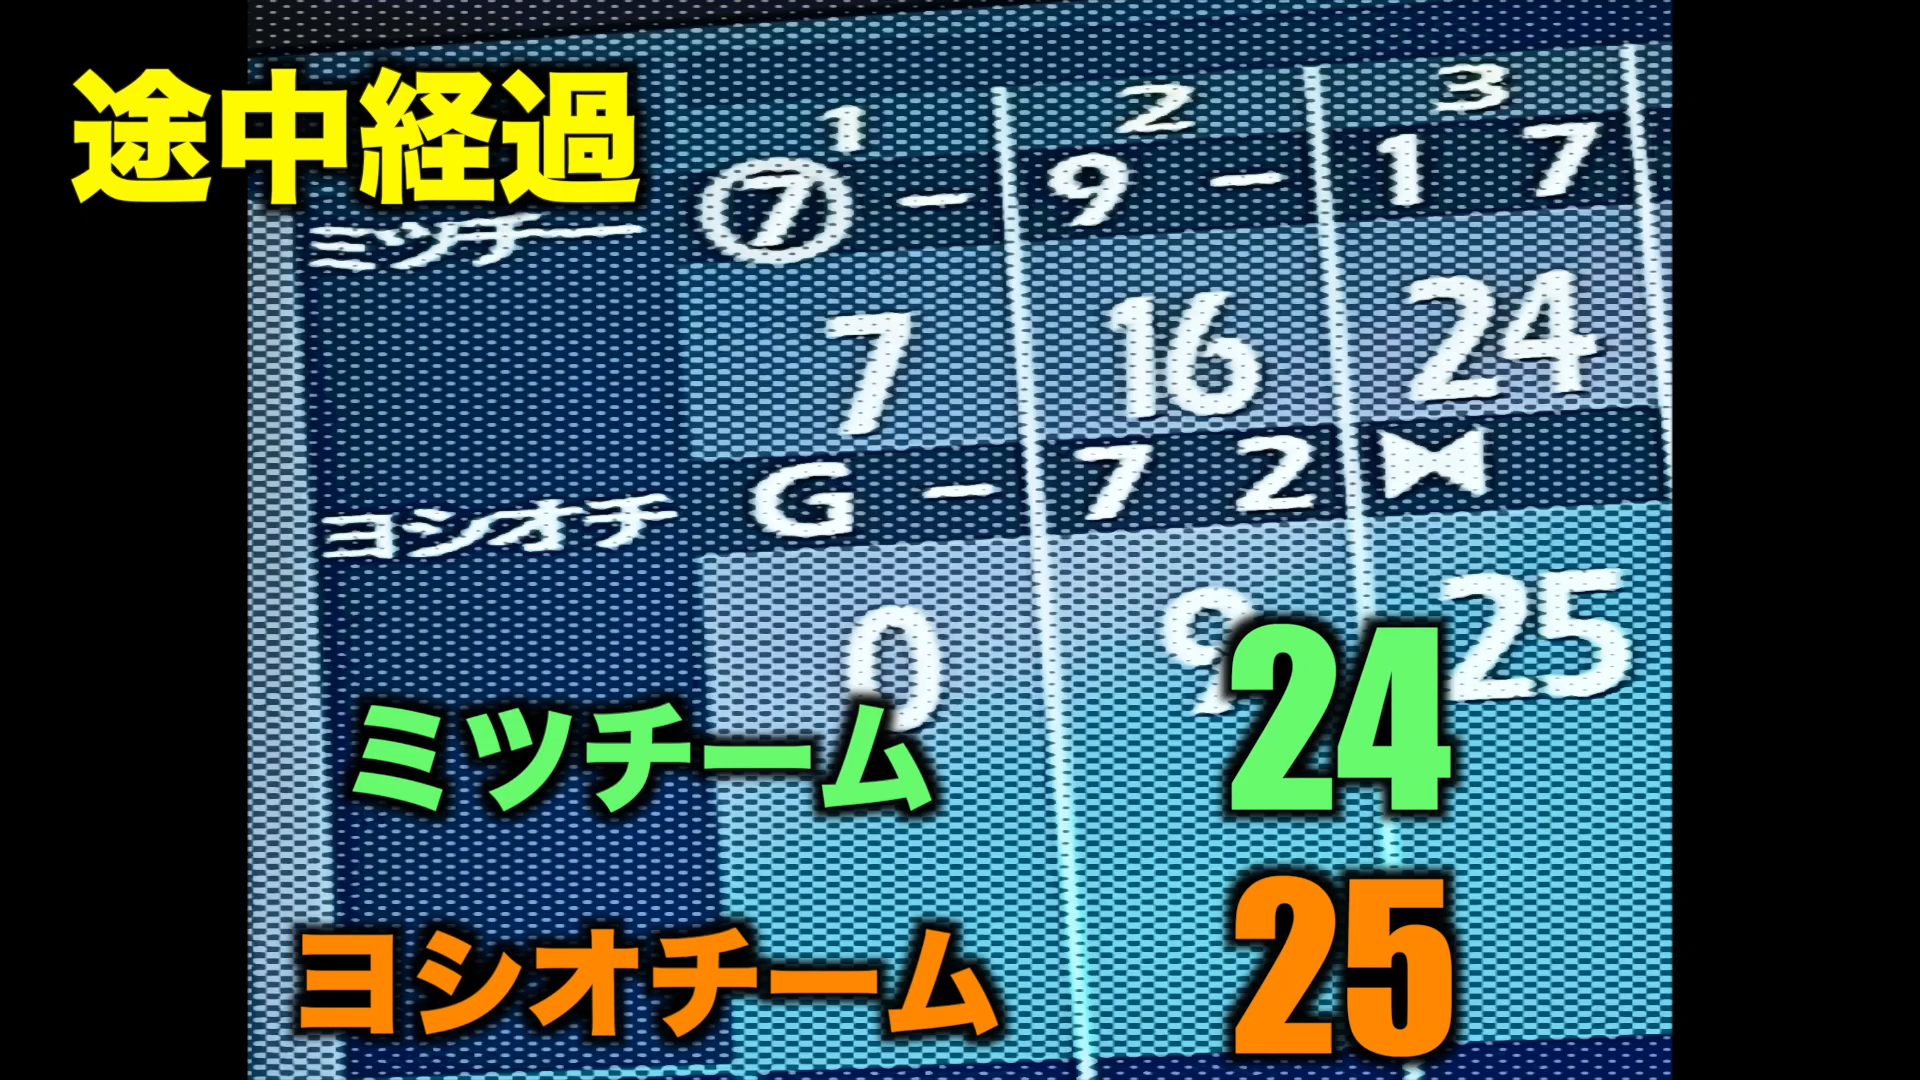 途中経過
1 2 3
ミツチー ⑦ - 9 - 1 7
7 16 24
ヨシオチ G - 7 2 ⧓
0 9 25
ミツチーム 24
ヨシオチーム 25